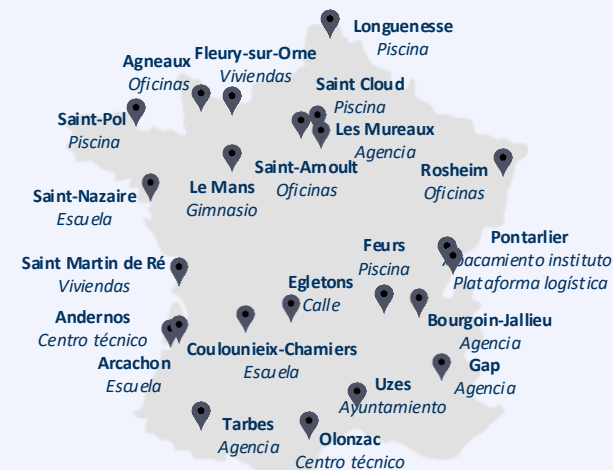 Longuenesse
Piscina
Fleury-sur-Orne
Viviendas
Agneaux
Oficinas
Saint Cloud
Piscina
Saint-Pol
Piscina
Les Mureaux
Agencia
Saint-Arnoult
Oficinas
Rosheim
Oficinas
Le Mans
Gimnasio
Saint-Nazaire
Escuela
Pontarlier
instituto
Plataforma logística
Feurs
Piscina
Saint Martin de Ré
Viviendas
Egletons
Calle
Bourgoin-Jallieu
Agencia
Andernos
Centro técnico
Coulounieix-Chamiers
Escuela
Arcachon
Escuela
Gap
Agencia
Uzes
Ayuntamiento
Tarbes
Agencia
Olonzac
Centro técnico